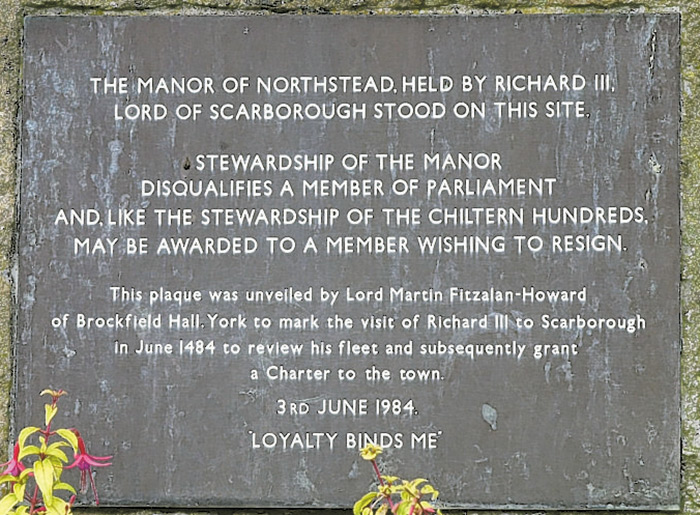 THE MANOR OF NORTHSTEAD, HELD BY RICHARD III,
LORD OF SCARBOROUGH STOOD ON THIS SITE.
STEWARDSHIP OF THE MANOR
DISQUALIFIES A MEMBER OF PARLIAMENT
AND, LIKE THE STEWARDSHIP OF THE CHILTERN HUNDREDS,
MAY BE AWARDED TO A MEMBER WISHING TO RESIGN.
This plaque was unveiled by Lord Martin Fitzalan-Howard
of Brockfield Hall, York to mark the visit of Richard III to Scarborough
in June 1484 to review his fleet and subsequently grant
a Charter to the town.
3RD JUNE 1984.
"LOYALTY BINDS ME"